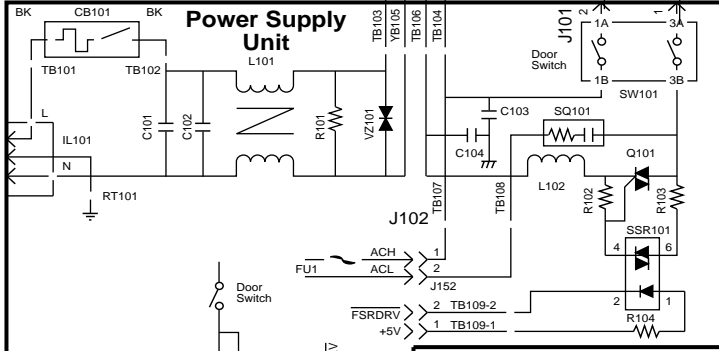 BK
CB101
BK
Power Supply
Unit
TB101
TB102
L101
TB103
YB105
TB106
TB104
J101
2
1
1A
3A
Door
Switch
1B
3B
SW101
L
IL101
N
RT101
C101
C102
R101
VZ101
C103
C104
SQ101
Q101
L102
R102
R103
TB107
TB108
J102
SSR101
4
6
2
1
FU1
ACH
1
ACL
2
J152
Door
Switch
FSRDRV
2
TB109-2
+5V
1
TB109-1
R104